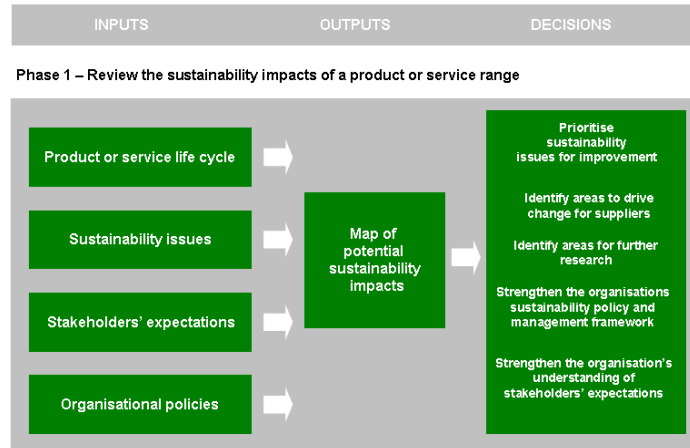 INPUTS
OUTPUTS
DECISIONS
Phase 1 – Review the sustainability impacts of a product or service range
Product or service life cycle
Sustainability issues
Stakeholders’ expectations
Organisational policies
Map of
potential
sustainability
impacts
Prioritise
sustainability
issues for improvement
Identify areas to drive
change for suppliers
Identify areas for further
research
Strengthen the organisations
sustainability policy and
management framework
Strengthen the organisation’s
understanding of
stakeholders’ expectations